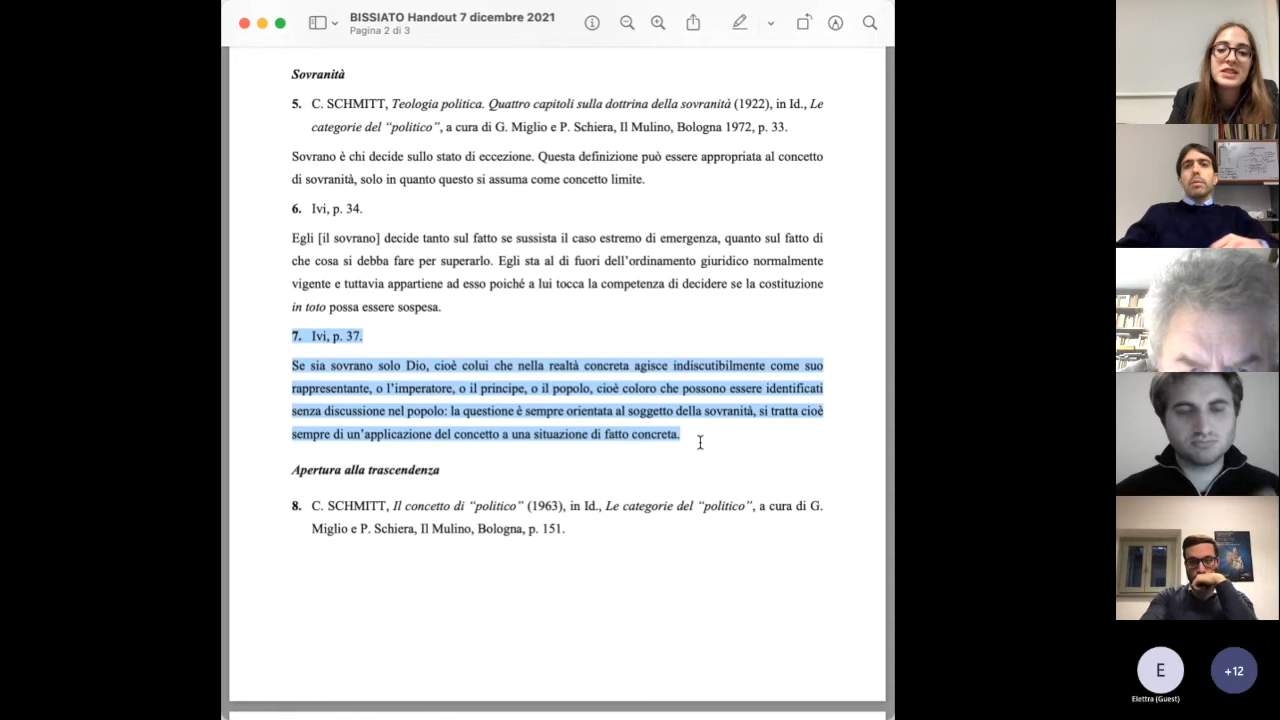 BISSIATO Handout 7 dicembre 2021
Pagina 2 di 3
Sovranità
5. C. SCHMITT, Teologia politica. Quattro capitoli sulla dottrina della sovranità (1922), in Id., Le
categorie del “politico”, a cura di G. Miglio e P. Schiera, Il Mulino, Bologna 1972, p. 33.
Sovrano è chi decide sullo stato di eccezione. Questa definizione può essere appropriata al concetto
di sovranità, solo in quanto questo si assuma come concetto limite.
6. Ivi, p. 34.
Egli [il sovrano] decide tanto sul fatto se sussista il caso estremo di emergenza, quanto sul fatto di
che cosa si debba fare per superarlo. Egli sta al di fuori dell’ordinamento giuridico normalmente
vigente e tuttavia appartiene ad esso poiché a lui tocca la competenza di decidere se la costituzione
in toto possa essere sospesa.
7. Ivi, p. 37.
Se sia sovrano solo Dio, cioè colui che nella realtà concreta agisce indiscutibilmente come suo
rappresentante, o l’imperatore, o il principe, o il popolo, cioè coloro che possono essere identificati
senza discussione nel popolo: la questione è sempre orientata al soggetto della sovranità, si tratta cioè
sempre di un’applicazione del concetto a una situazione di fatto concreta.
Apertura alla trascendenza
8. C. SCHMITT, Il concetto di “politico” (1963), in Id., Le categorie del “politico”, a cura di G.
Miglio e P. Schiera, Il Mulino, Bologna, p. 151.
E
Elettra (Guest)
+12